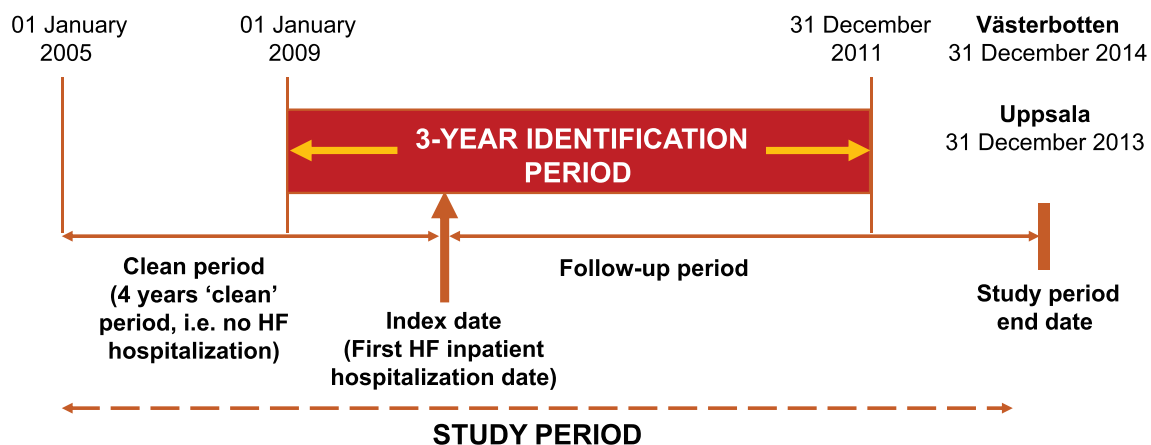 01 January
2005
01 January
2009
31 December
2011
Västerbotten
31 December 2014
Uppsala
31 December 2013
3-YEAR IDENTIFICATION
PERIOD
Clean period
(4 years ‘clean’
period, i.e. no HF
hospitalization)
Index date
(First HF inpatient
hospitalization date)
Follow-up period
Study period
end date
STUDY PERIOD